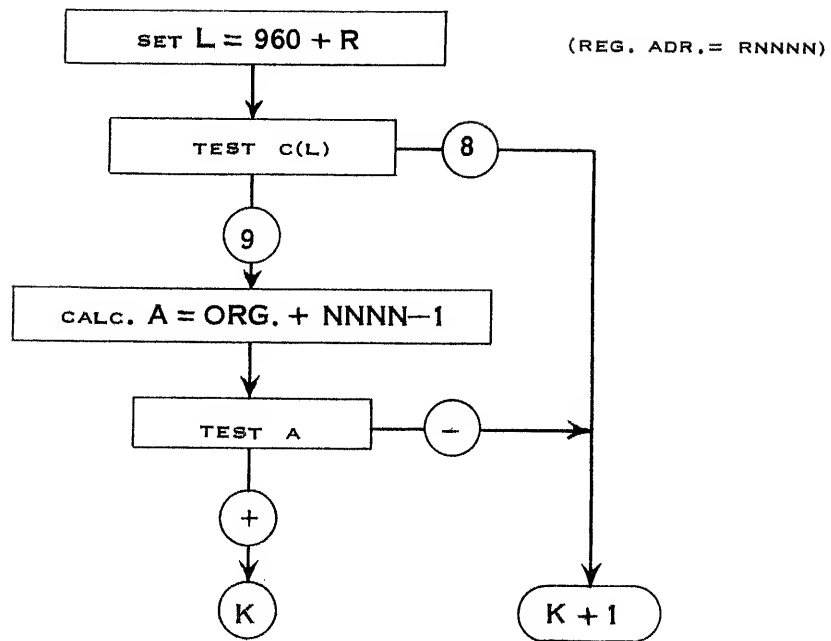 SET L = 960 + R
(REG. ADR. = RNNNN)
TEST C(L)
8
9
CALC. A = ORG. + NNNN-1
TEST A
-
+
K
K + 1